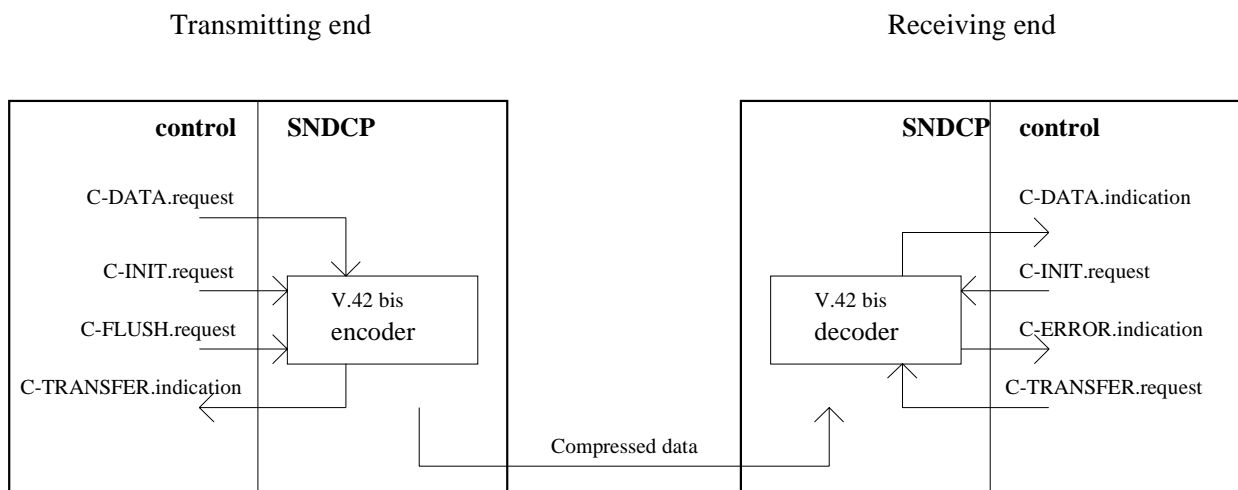 Transmitting end
Receiving end
control
SNDCP
SNDCP
control
C-DATA.request
C-INIT.request
C-FLUSH.request
C-TRANSFER.indication
V.42 bis
encoder
V.42 bis
decoder
C-DATA.indication
C-INIT.request
C-ERROR.indication
C-TRANSFER.request
Compressed data